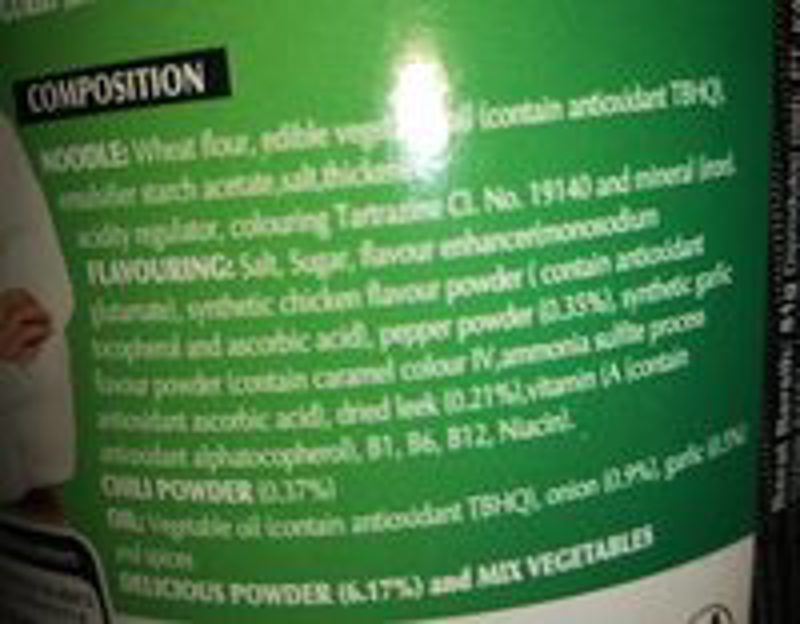 COMPOSITION
NOODLE: Wheat flour, edible (contain antioxidant TBHQ),
starch acetate, salt,
acidity regulator, colouring Tartrazine CI. No. 19140 and mineral iron).
FLAVOURING: Salt, Sugar, flavour enhancer(monosodium
glutamate), synthetic chicken flavour powder ( contain antioxidant
tocopherol and ascorbic acid), pepper powder (0.35%), synthetic garlic
flavour powder (contain caramel colour IV,ammonia sulfite process
antioxidant ascorbic acid), dried leek (0.21%),vitamin (A (contain
antioxidant alphatocopherol), B1, B6, B12, Niacin).
CHILI POWDER (0.37%)
OIL: vegetable oil (contain antioxidant TBHQ), onion (0.9%), garlic
and spices
DELICIOUS POWDER (6.17%) and MIX VEGETABLES